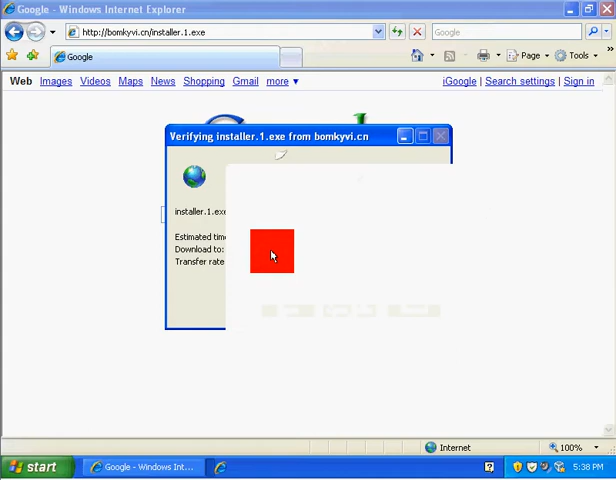 Google - Windows Internet Explorer
http://bomkyvi.cn/installer.1.exe
Google
Google
Page
Tools
Web Images Videos Maps News Shopping Gmail more ▼
iGoogle | Search settings | Sign in
Verifying installer.1.exe from bomkyvi.cn
installer.1.exe
Estimated time
Download to:
Transfer rate
Internet
100%
start
Google - Windows Int...
5:38 PM